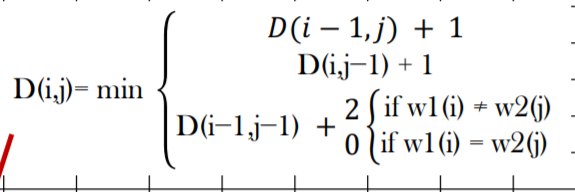 D(i − 1, j) + 1
D(i,j−1) + 1
D(i,j)= min
D(i−1,j−1) + 2 if w1(i) ≠ w2(j)
0 if w1(i) = w2(j)